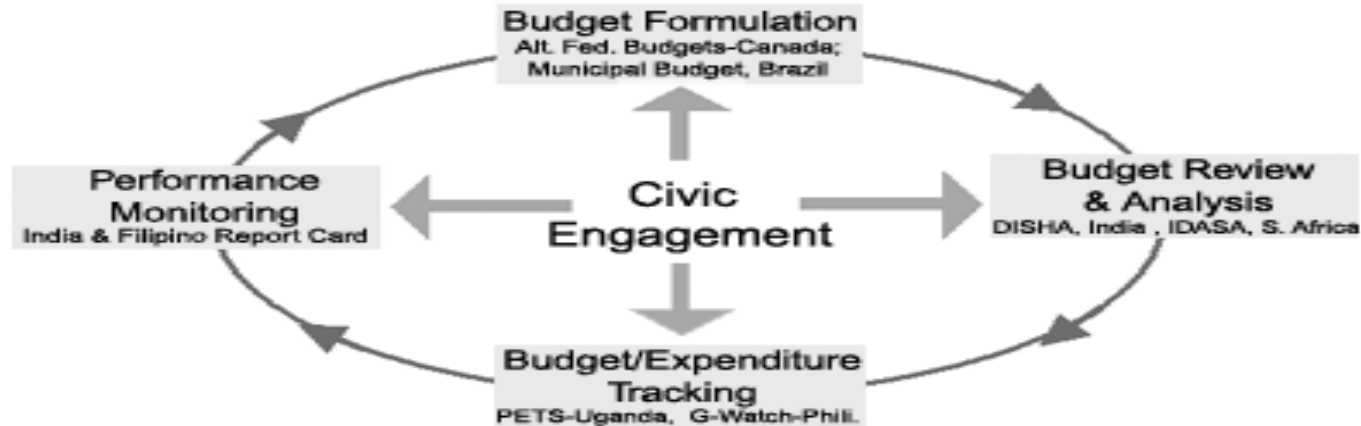 Budget Formulation
Alt. Fed. Budgets-Canada;
Municipal Budget, Brazil
Performance
Monitoring
India & Filipino Report Card
Civic
Engagement
Budget Review
& Analysis
DISHA, India , IDASA, S. Africa
Budget/Expenditure
Tracking
PETS-Uganda, G-Watch-Phili.